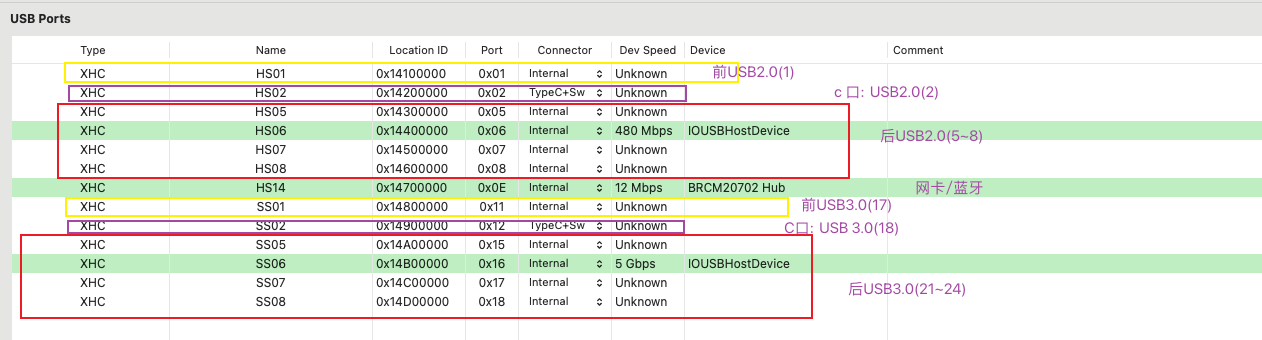 USB Ports
Type Name Location ID Port Connector Dev Speed Device Comment
XHC HS01 0x14100000 0x01 Internal Unknown 前USB2.0(1)
XHC HS02 0x14200000 0x02 TypeC+Sw Unknown c 口: USB2.0(2)
XHC HS05 0x14300000 0x05 Internal Unknown
XHC HS06 0x14400000 0x06 Internal 480 Mbps IOUSBHostDevice 后USB2.0(5~8)
XHC HS07 0x14500000 0x07 Internal Unknown
XHC HS08 0x14600000 0x08 Internal Unknown
XHC HS14 0x14700000 0x0E Internal 12 Mbps BRCM20702 Hub 网卡/蓝牙
XHC SS01 0x14800000 0x11 Internal Unknown 前USB3.0(17)
XHC SS02 0x14900000 0x12 TypeC+Sw Unknown C口: USB 3.0(18)
XHC SS05 0x14A00000 0x15 Internal Unknown
XHC SS06 0x14B00000 0x16 Internal 5 Gbps IOUSBHostDevice
XHC SS07 0x14C00000 0x17 Internal Unknown 后USB3.0(21~24)
XHC SS08 0x14D00000 0x18 Internal Unknown